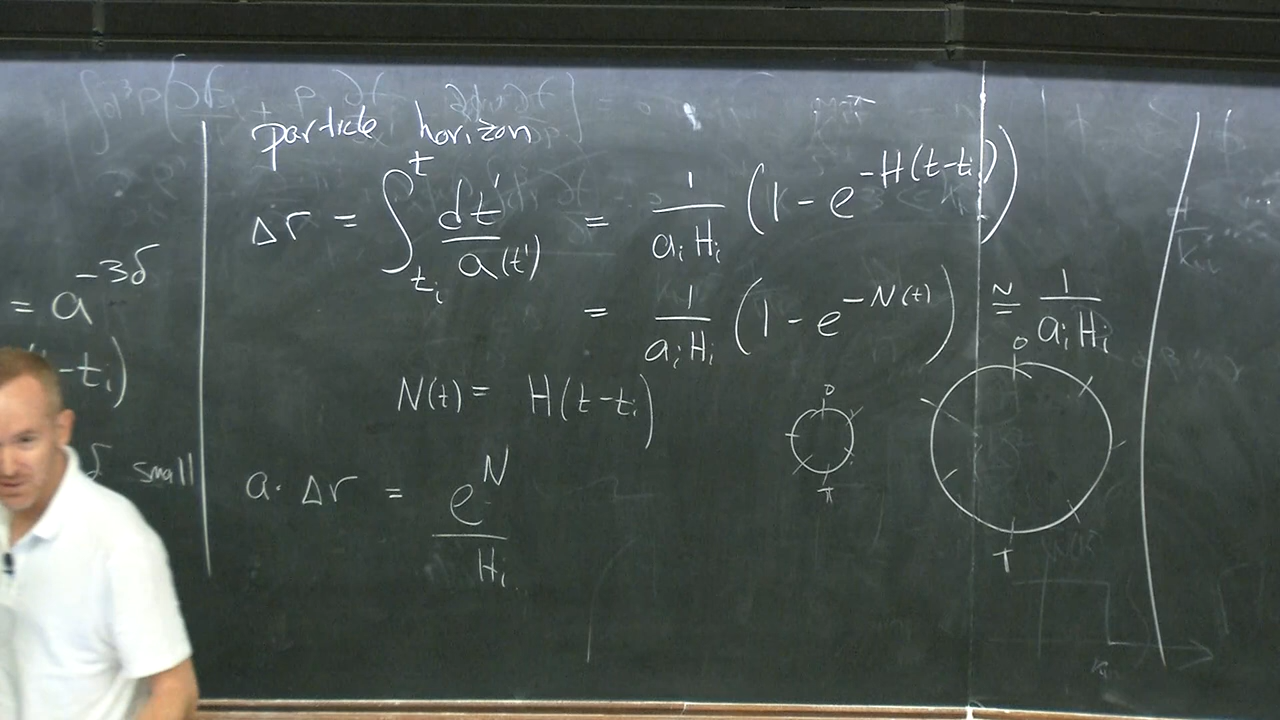 = a^{-3δ}
-t_i)
δ small
particle horizon
Δr = ∫_{t_i}^{t} dt'/a(t') = 1/(a_i H_i) (1 - e^{-H(t-t_i)})
= 1/(a_i H_i) (1 - e^{-N(t)}) ≅ 1/(a_i H_i)
N(t) = H(t-t_i)
a · Δr = e^N/H_i
0
π
0
π